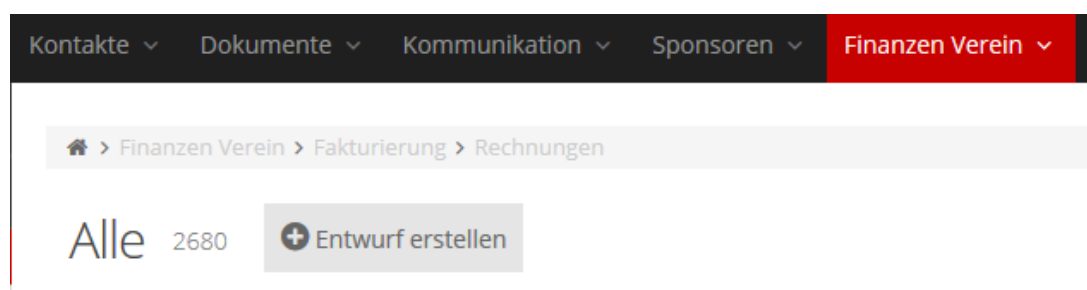 Kontakte Dokumente Kommunikation Sponsoren Finanzen Verein
> Finanzen Verein > Fakturierung > Rechnungen
Alle 2680 Entwurf erstellen